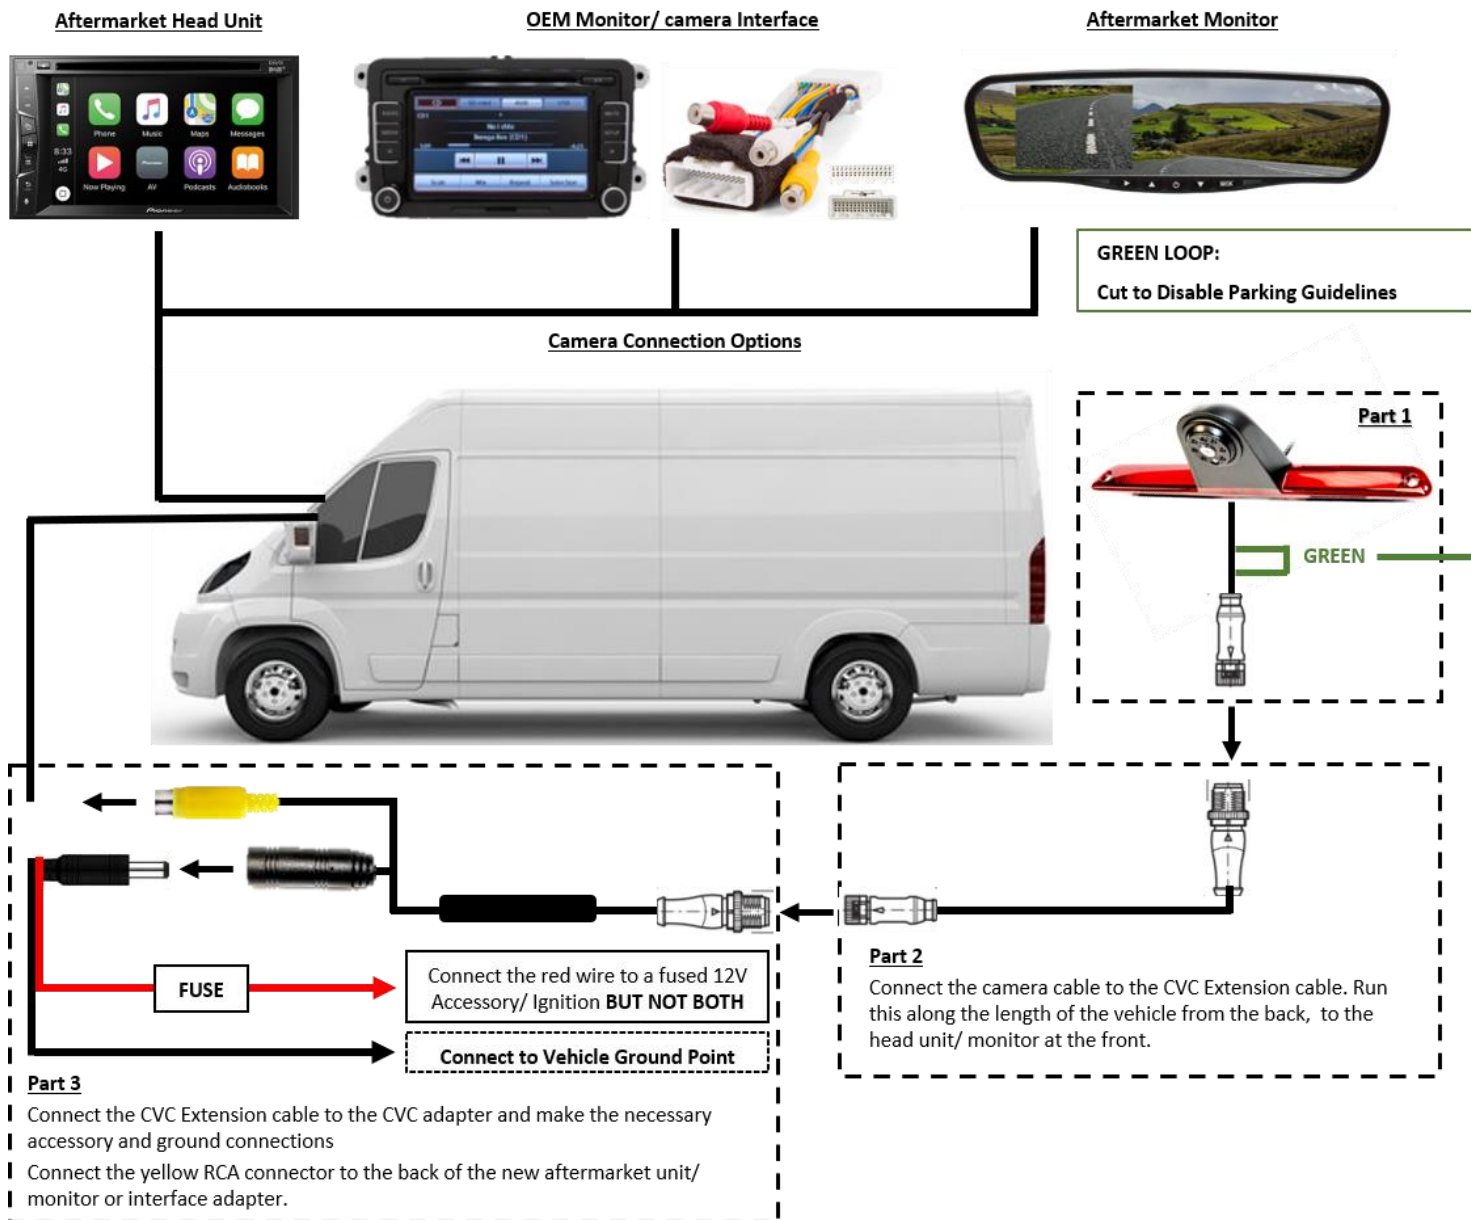 Aftermarket Head Unit
OEM Monitor/ camera Interface
Aftermarket Monitor
Phone
Music
Maps
Messages
8:33
4G
Now Playing
AV
Podcasts
Audiobooks
Pioneer
GREEN LOOP:
Cut to Disable Parking Guidelines
Camera Connection Options
Part 1
GREEN
FUSE
Connect the red wire to a fused 12V
Accessory/ Ignition BUT NOT BOTH
Connect to Vehicle Ground Point
Part 2
Connect the camera cable to the CVC Extension cable. Run
this along the length of the vehicle from the back, to the
head unit/ monitor at the front.
Part 3
Connect the CVC Extension cable to the CVC adapter and make the necessary
accessory and ground connections
Connect the yellow RCA connector to the back of the new aftermarket unit/
monitor or interface adapter.